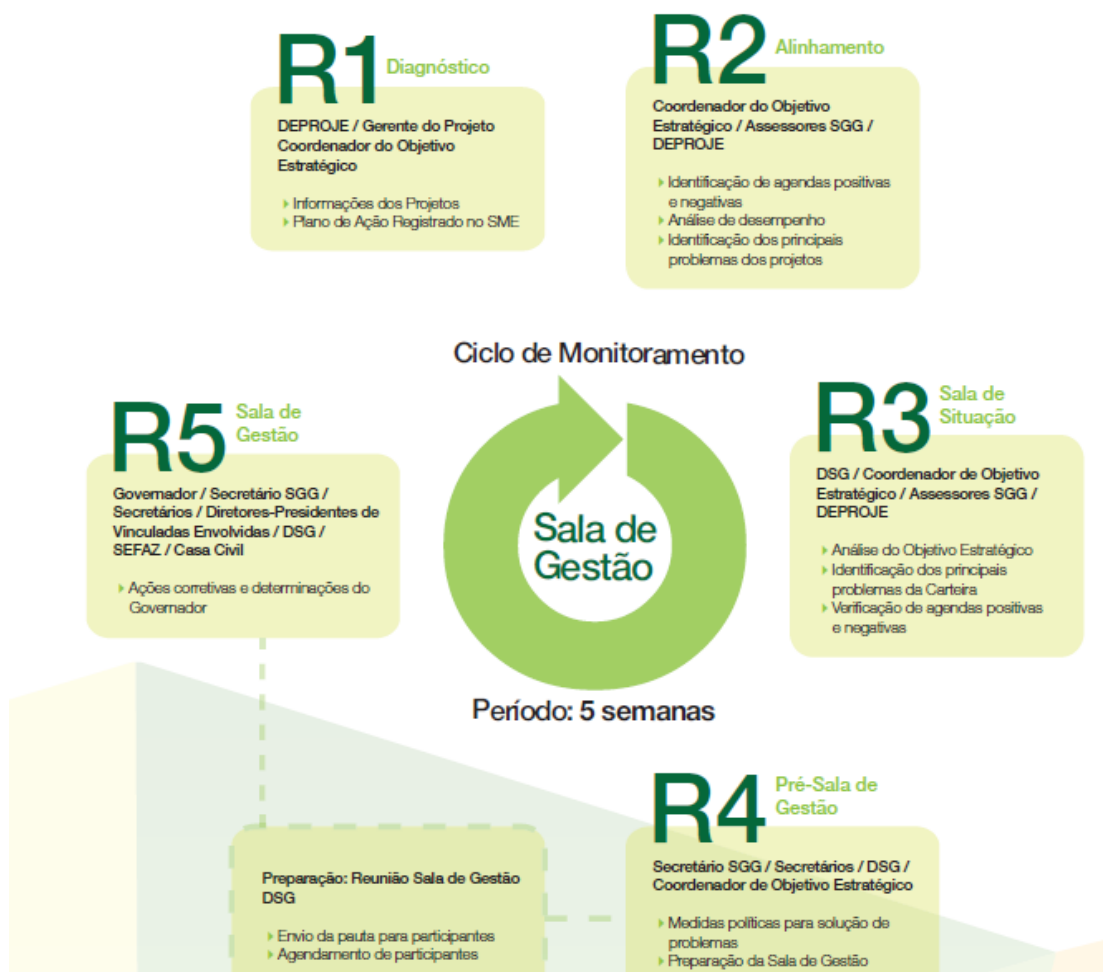 R1 Diagnóstico
DEPROJE / Gerente do Projeto
Coordenador do Objetivo
Estratégico
Informações dos Projetos
Plano de Ação Registrado no SME
R2 Alinhamento
Coordenador do Objetivo
Estratégico / Assessores SGG /
DEPROJE
Identificação de agendas positivas
e negativas
Análise de desempenho
Identificação dos principais
problemas dos projetos
Ciclo de Monitoramento
Sala de
Gestão
Período: 5 semanas
R3 Sala de
Situação
DSG / Coordenador de Objetivo
Estratégico / Assessores SGG /
DEPROJE
Análise do Objetivo Estratégico
Identificação dos principais
problemas da Carteira
Verificação de agendas positivas
e negativas
R4 Pré-Sala de
Gestão
Secretário SGG / Secretários / DSG /
Coordenador de Objetivo Estratégico
Medidas políticas para solução de
problemas
Preparação da Sala de Gestão
Preparação: Reunião Sala de Gestão
DSG
Envio da pauta para participantes
Agendamento de participantes
R5 Sala de
Gestão
Governador / Secretário SGG /
Secretários / Diretores-Presidentes de
Vinculadas Envolvidas / DSG /
SEFAZ / Casa Civil
Ações corretivas e determinações do
Governador